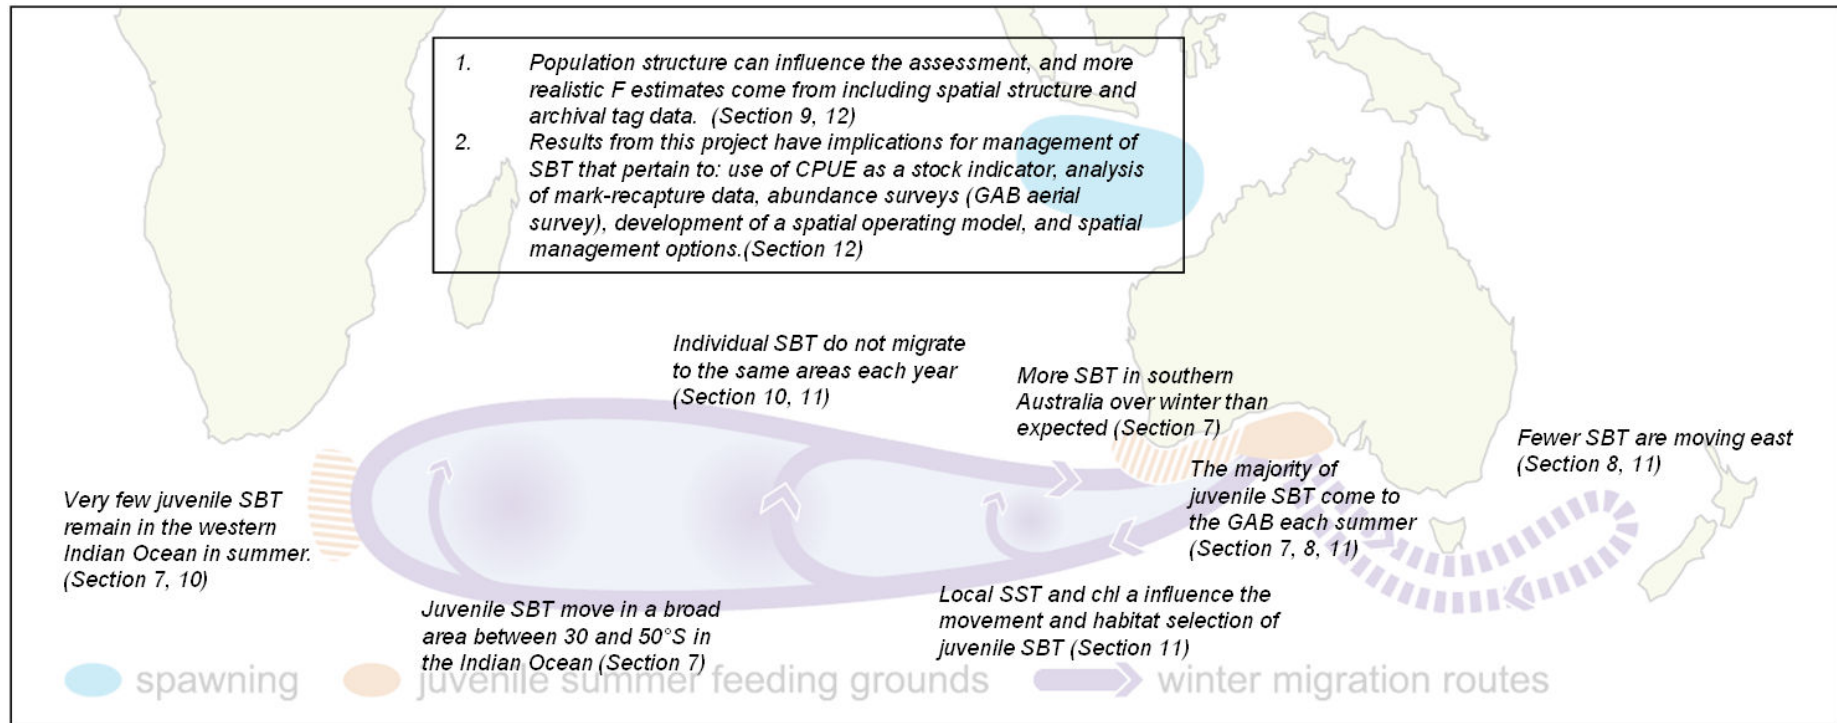 1. Population structure can influence the assessment, and more
realistic F estimates come from including spatial structure and
archival tag data. (Section 9, 12)
2. Results from this project have implications for management of
SBT that pertain to: use of CPUE as a stock indicator, analysis
of mark-recapture data, abundance surveys (GAB aerial
survey), development of a spatial operating model, and spatial
management options.(Section 12)
Individual SBT do not migrate
to the same areas each year
(Section 10, 11)
More SBT in southern
Australia over winter than
expected (Section 7)
Fewer SBT are moving east
(Section 8, 11)
The majority of
juvenile SBT come to
the GAB each summer
(Section 7, 8, 11)
Very few juvenile SBT
remain in the western
Indian Ocean in summer.
(Section 7, 10)
Juvenile SBT move in a broad
area between 30 and 50°S in
the Indian Ocean (Section 7)
Local SST and chl a influence the
movement and habitat selection of
juvenile SBT (Section 11)
spawning
juvenile summer feeding grounds
winter migration routes